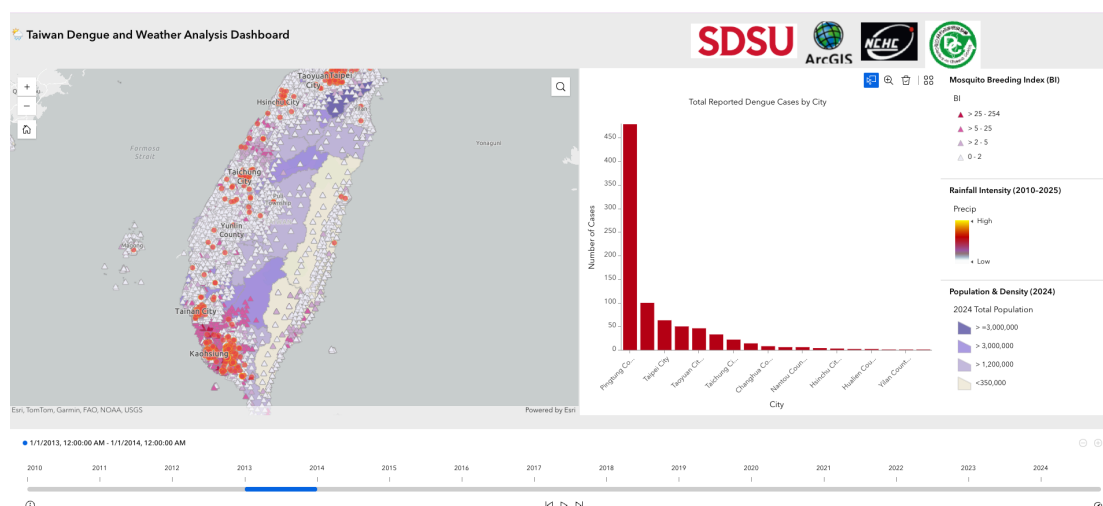 Taiwan Dengue and Weather Analysis Dashboard
SDSU
ArcGIS
NCHC
+
−
Taoyuan Taipei
City
Hsinchu City
Formosa
Strait
Yonaguni
Taichung
City
Yunlin
County
Tainan City
Kaohsiung
Esri, TomTom, Garmin, FAO, NOAA, USGS
Powered by Esri
Total Reported Dengue Cases by City
Number of Cases
450
400
350
300
250
200
150
100
50
0
Pingtung Co...
Taipei City
Taoyuan Cit...
Taichung Ci...
Changhua Co...
Nantou Coun...
Hsinchu Cit...
Hualien Cou...
Yilan Count...
City
Mosquito Breeding Index (BI)
BI
> 25 - 254
> 5 - 25
> 2 - 5
0 - 2
Rainfall Intensity (2010–2025)
Precip
High
Low
Population & Density (2024)
2024 Total Population
> =3,000,000
> 3,000,000
> 1,200,000
<350,000
1/1/2013, 12:00:00 AM - 1/1/2014, 12:00:00 AM
2010 2011 2012 2013 2014 2015 2016 2017 2018 2019 2020 2021 2022 2023 2024